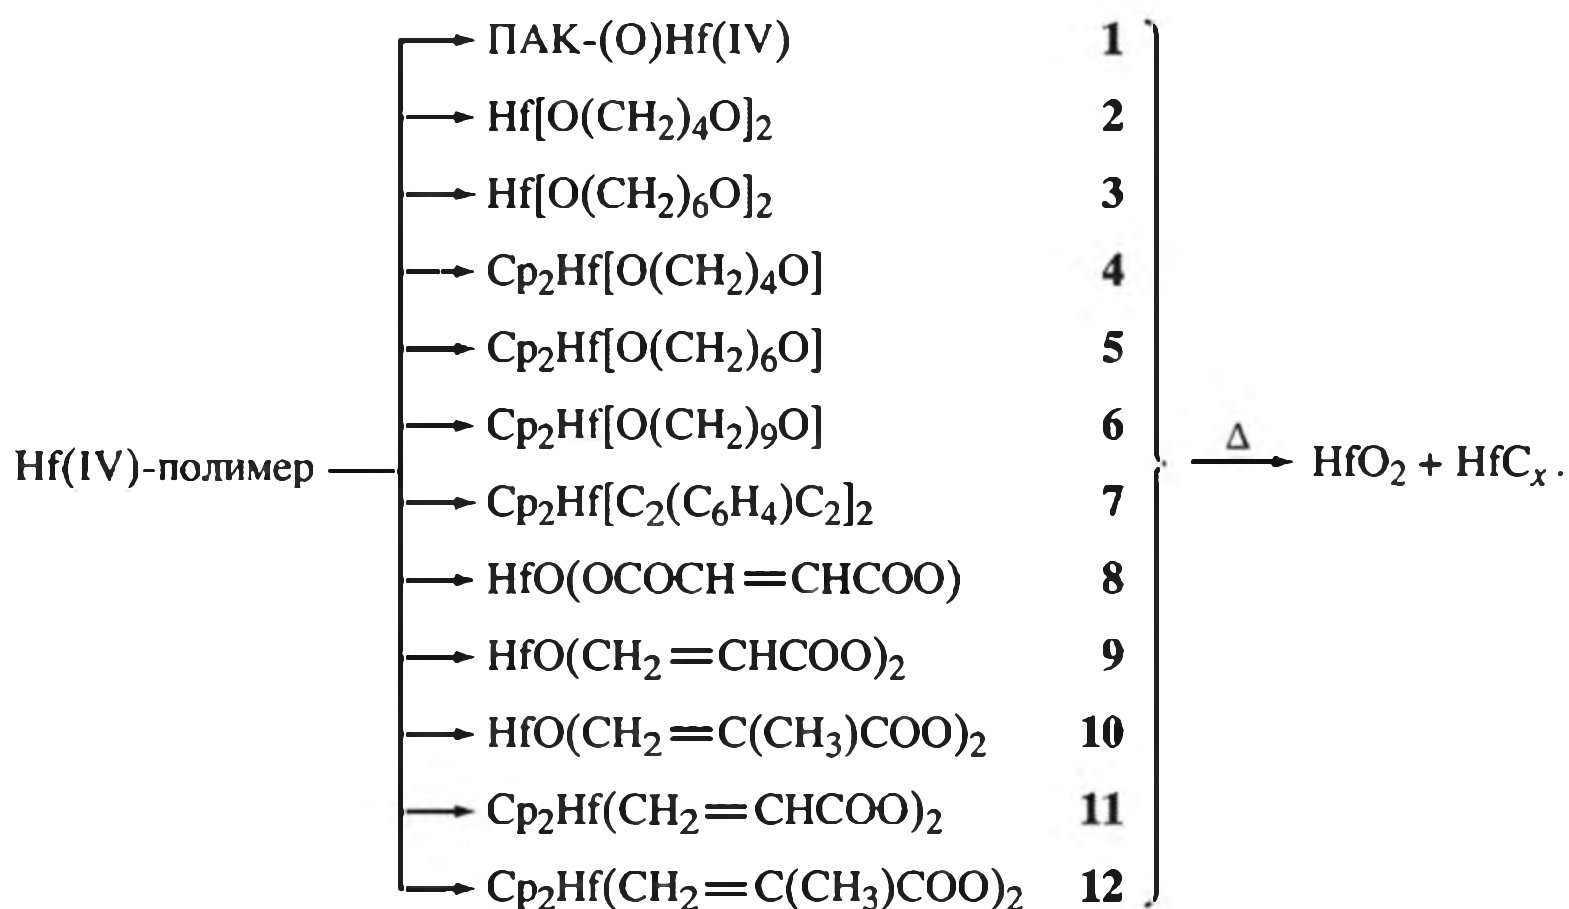 ПАК-(O)Hf(IV) 1
Hf[O(CH₂)₄O]₂ 2
Hf[O(CH₂)₆O]₂ 3
Cp₂Hf[O(CH₂)₄O] 4
Cp₂Hf[O(CH₂)₆O] 5
Cp₂Hf[O(CH₂)₉O] 6
Hf(IV)-полимер
Δ
HfO₂ + HfCₓ.
Cp₂Hf[C₂(C₆H₄)C₂]₂ 7
HfO(OCOCH=CHCOO) 8
HfO(CH₂=CHCOO)₂ 9
HfO(CH₂=C(CH₃)COO)₂ 10
Cp₂Hf(CH₂=CHCOO)₂ 11
Cp₂Hf(CH₂=C(CH₃)COO)₂ 12